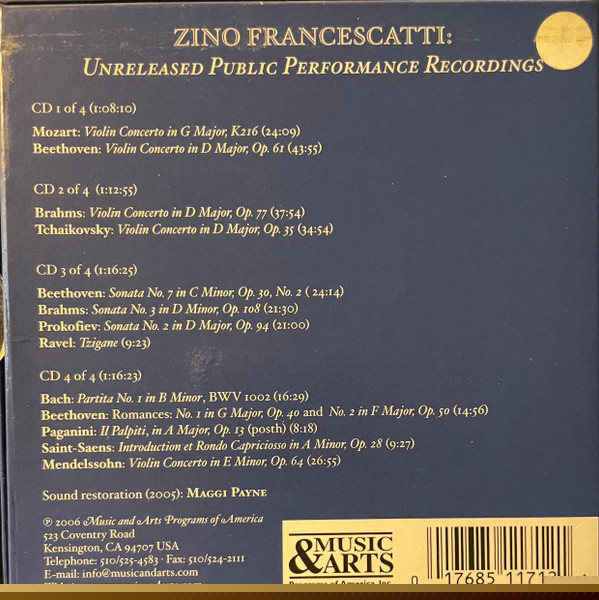 ZINO FRANCESCATTI:
UNRELEASED PUBLIC PERFORMANCE RECORDINGS
CD 1 of 4 (1:08:10)
Mozart: Violin Concerto in G Major, K216 (24:09)
Beethoven: Violin Concerto in D Major, Op. 61 (43:55)
CD 2 of 4 (1:12:55)
Brahms: Violin Concerto in D Major, Op. 77 (37:54)
Tchaikovsky: Violin Concerto in D Major, Op. 35 (34:54)
CD 3 of 4 (1:16:25)
Beethoven: Sonata No. 7 in C Minor, Op. 30, No. 2 ( 24:14)
Brahms: Sonata No. 3 in D Minor, Op. 108 (21:30)
Prokofiev: Sonata No. 2 in D Major, Op. 94 (21:00)
Ravel: Tzigane (9:23)
CD 4 of 4 (1:16:23)
Bach: Partita No. 1 in B Minor, BWV 1002 (16:29)
Beethoven: Romances: No. 1 in G Major, Op. 40 and No. 2 in F Major, Op. 50 (14:56)
Paganini: Il Palpiti, in A Major, Op. 13 (posth) (8:18)
Saint-Saens: Introduction et Rondo Capriccioso in A Minor, Op. 28 (9:27)
Mendelssohn: Violin Concerto in E Minor, Op. 64 (26:55)
Sound restoration (2005): MAGGI PAYNE
℗ 2006 Music and Arts Programs of America
523 Coventry Road
Kensington, CA 94707 USA
Telephone: 510/525-4583 · Fax: 510/524-2111
E-mail: info@musicandarts.com
MUSIC
& ARTS
Programs of America, Inc.
0 17685 11712